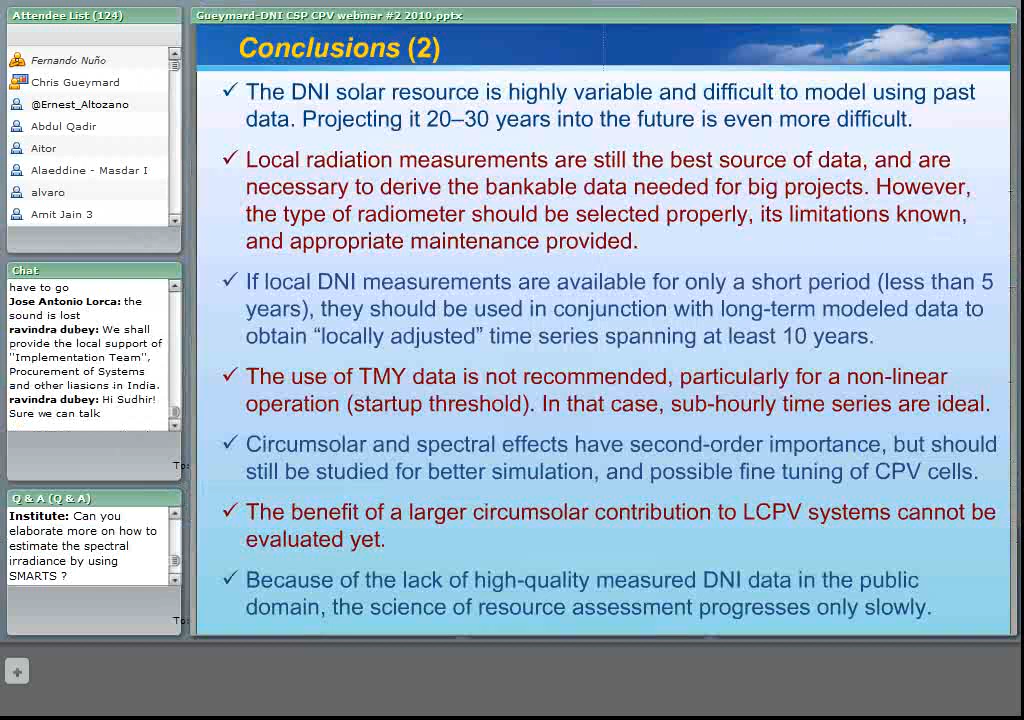 Attendee List (124)
Fernando Nuño
Chris Gueymard
@Ernest_Altozano
Abdul Qadir
Aitor
Alaeddine - Masdar I
alvaro
Amit Jain 3
Chat
have to go
Jose Antonio Lorca: the
sound is lost
ravindra dubey: We shall
provide the local support of
"Implementation Team",
Procurement of Systems
and other liasions in India.
ravindra dubey: Hi Sudhir!
Sure we can talk
To:
Q & A (Q & A)
Institute: Can you
elaborate more on how to
estimate the spectral
irradiance by using
SMARTS ?
To:
Gueymard-DNI CSP CPV webinar #2 2010.pptx
Conclusions (2)
✓ The DNI solar resource is highly variable and difficult to model using past
data. Projecting it 20–30 years into the future is even more difficult.
✓ Local radiation measurements are still the best source of data, and are
necessary to derive the bankable data needed for big projects. However,
the type of radiometer should be selected properly, its limitations known,
and appropriate maintenance provided.
✓ If local DNI measurements are available for only a short period (less than 5
years), they should be used in conjunction with long-term modeled data to
obtain “locally adjusted” time series spanning at least 10 years.
✓ The use of TMY data is not recommended, particularly for a non-linear
operation (startup threshold). In that case, sub-hourly time series are ideal.
✓ Circumsolar and spectral effects have second-order importance, but should
still be studied for better simulation, and possible fine tuning of CPV cells.
✓ The benefit of a larger circumsolar contribution to LCPV systems cannot be
evaluated yet.
✓ Because of the lack of high-quality measured DNI data in the public
domain, the science of resource assessment progresses only slowly.